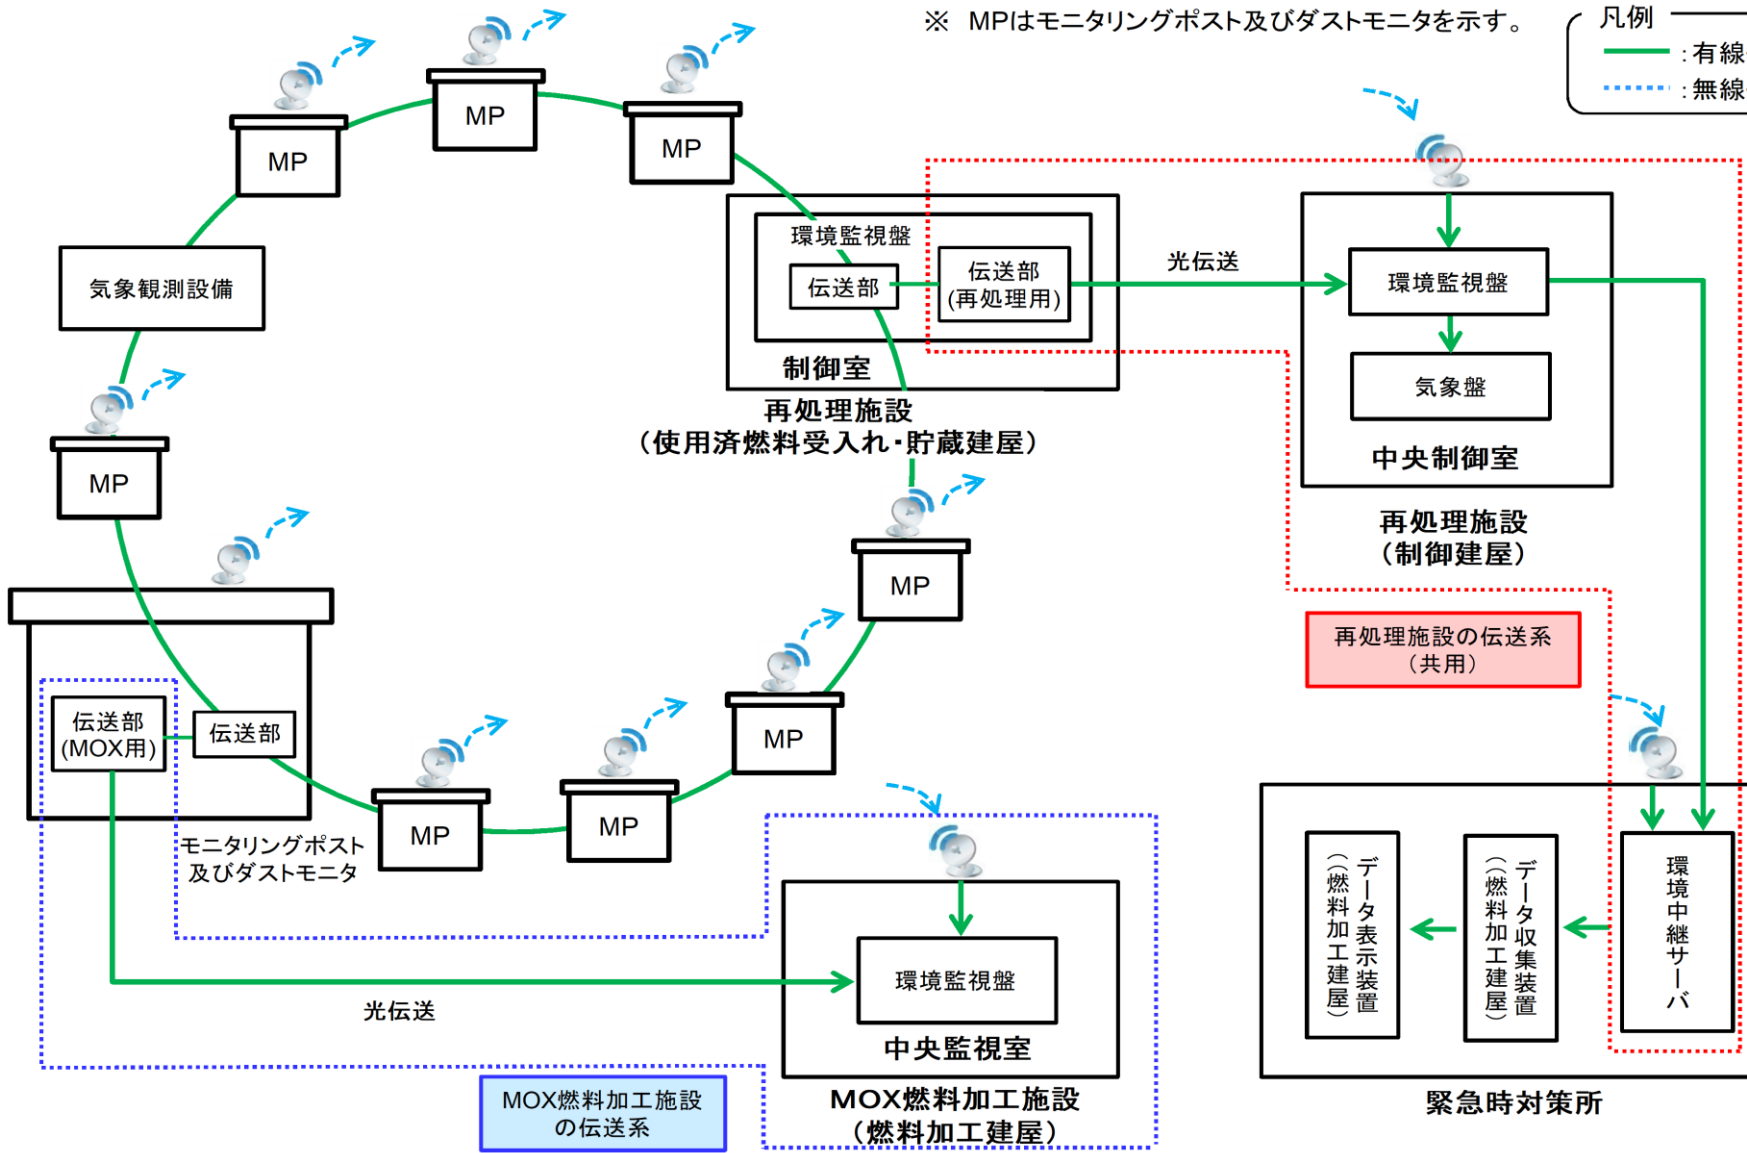 ※ MPはモニタリングポスト及びダストモニタを示す。
凡例
：有線
：無線
MP
MP
MP
気象観測設備
環境監視盤
伝送部
伝送部
(再処理用)
制御室
再処理施設
（使用済燃料受入れ・貯蔵建屋）
光伝送
環境監視盤
気象盤
中央制御室
再処理施設
（制御建屋）
MP
MP
再処理施設の伝送系
（共用）
伝送部
(MOX用)
伝送部
モニタリングポスト
及びダストモニタ
MP
MP
MP
光伝送
環境監視盤
中央監視室
MOX燃料加工施設
（燃料加工建屋）
MOX燃料加工施設
の伝送系
環境中継サーバ
データ収集装置
（（燃料加工建屋））
データ表示装置
（（燃料加工建屋））
緊急時対策所